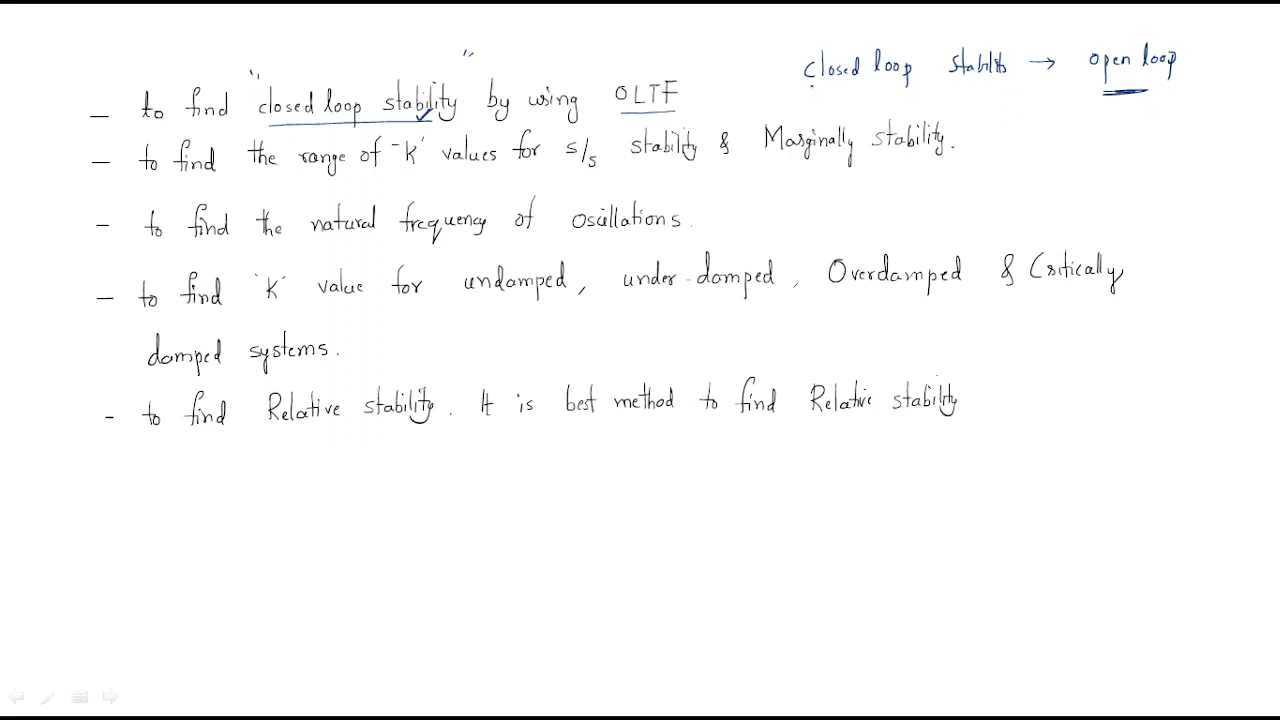 closed loop stability → open loop
- to find "closed loop stability" by using OLTF
- to find the range of 'K' values for s/s stability & Marginally stability.
- to find the natural frequency of oscillations.
- to find 'K' value for undamped, under-damped, Overdamped & Critically
damped systems.
- to find Relative stability. It is best method to find Relative stability